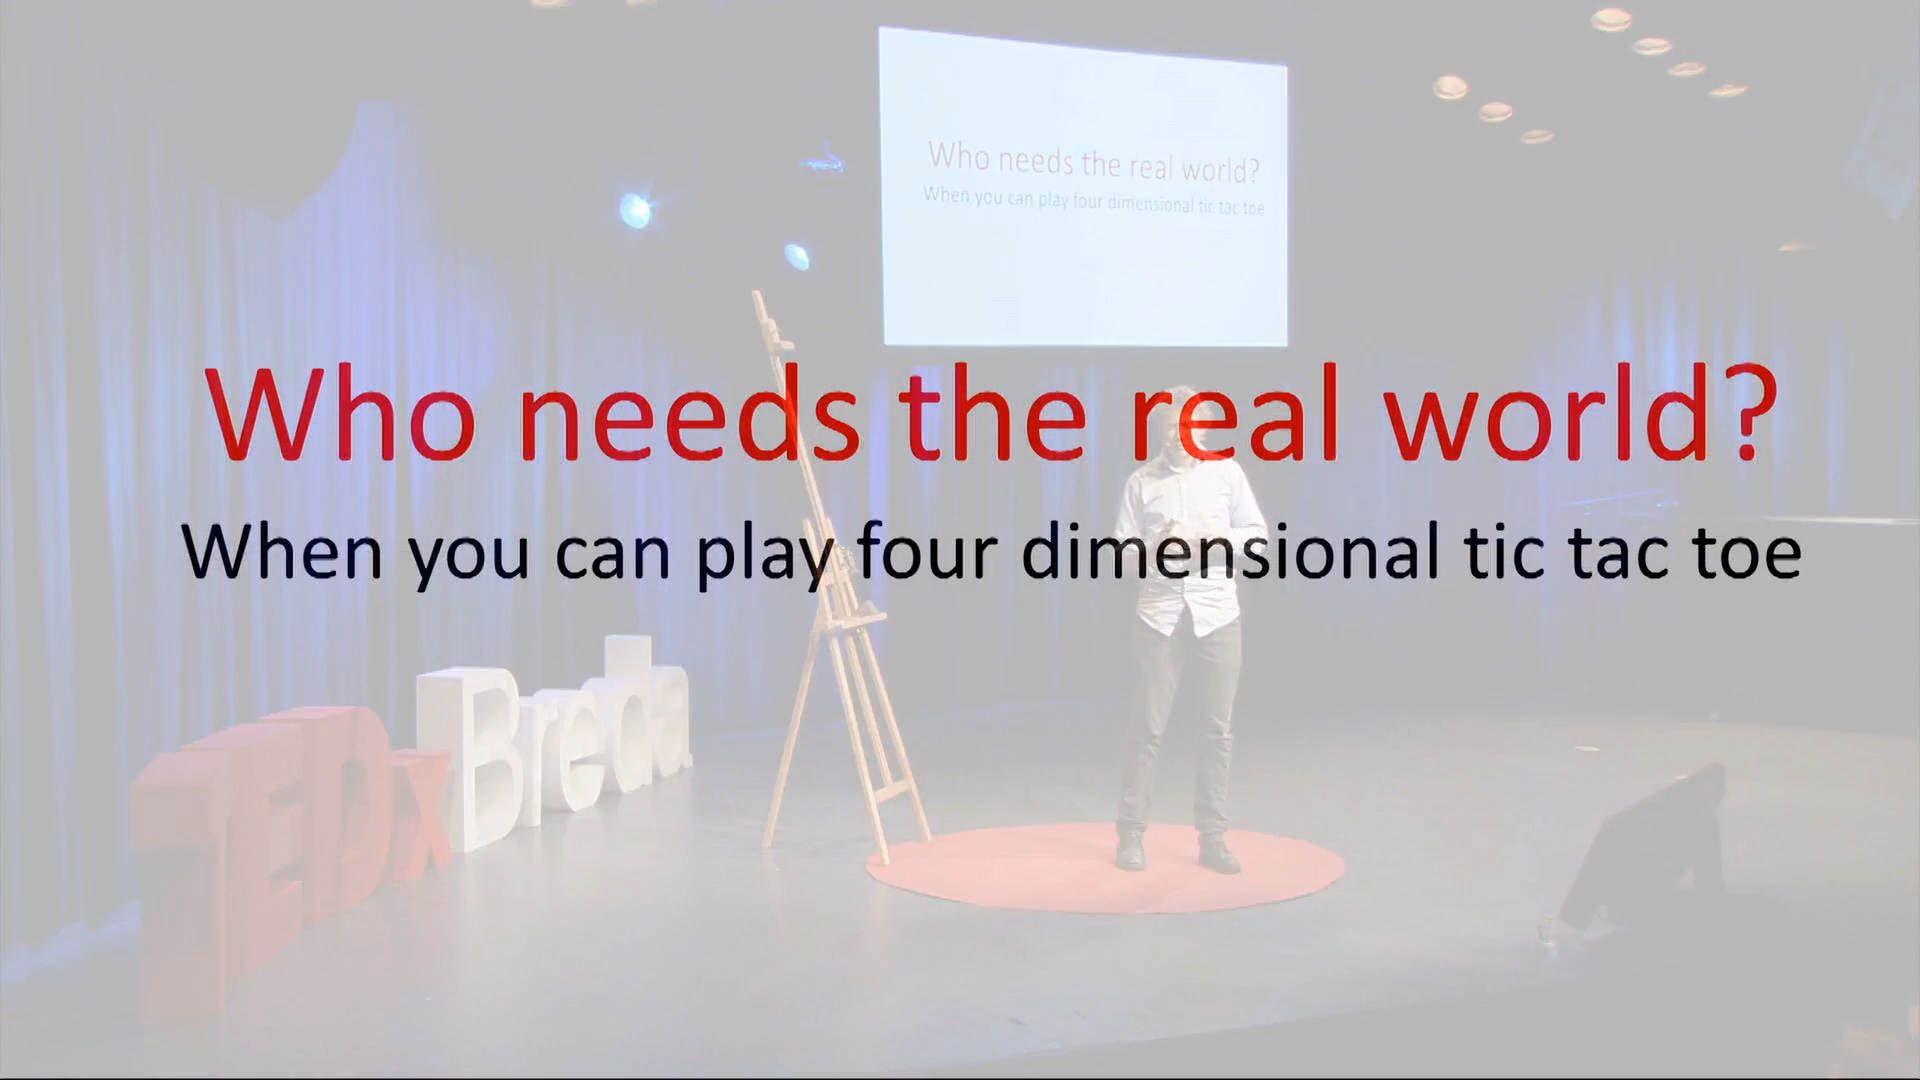 Who needs the real world?
When you can play four dimensional tic tac toe
Who needs the real world?
When you can play four dimensional tic tac toe
TEDxBreda